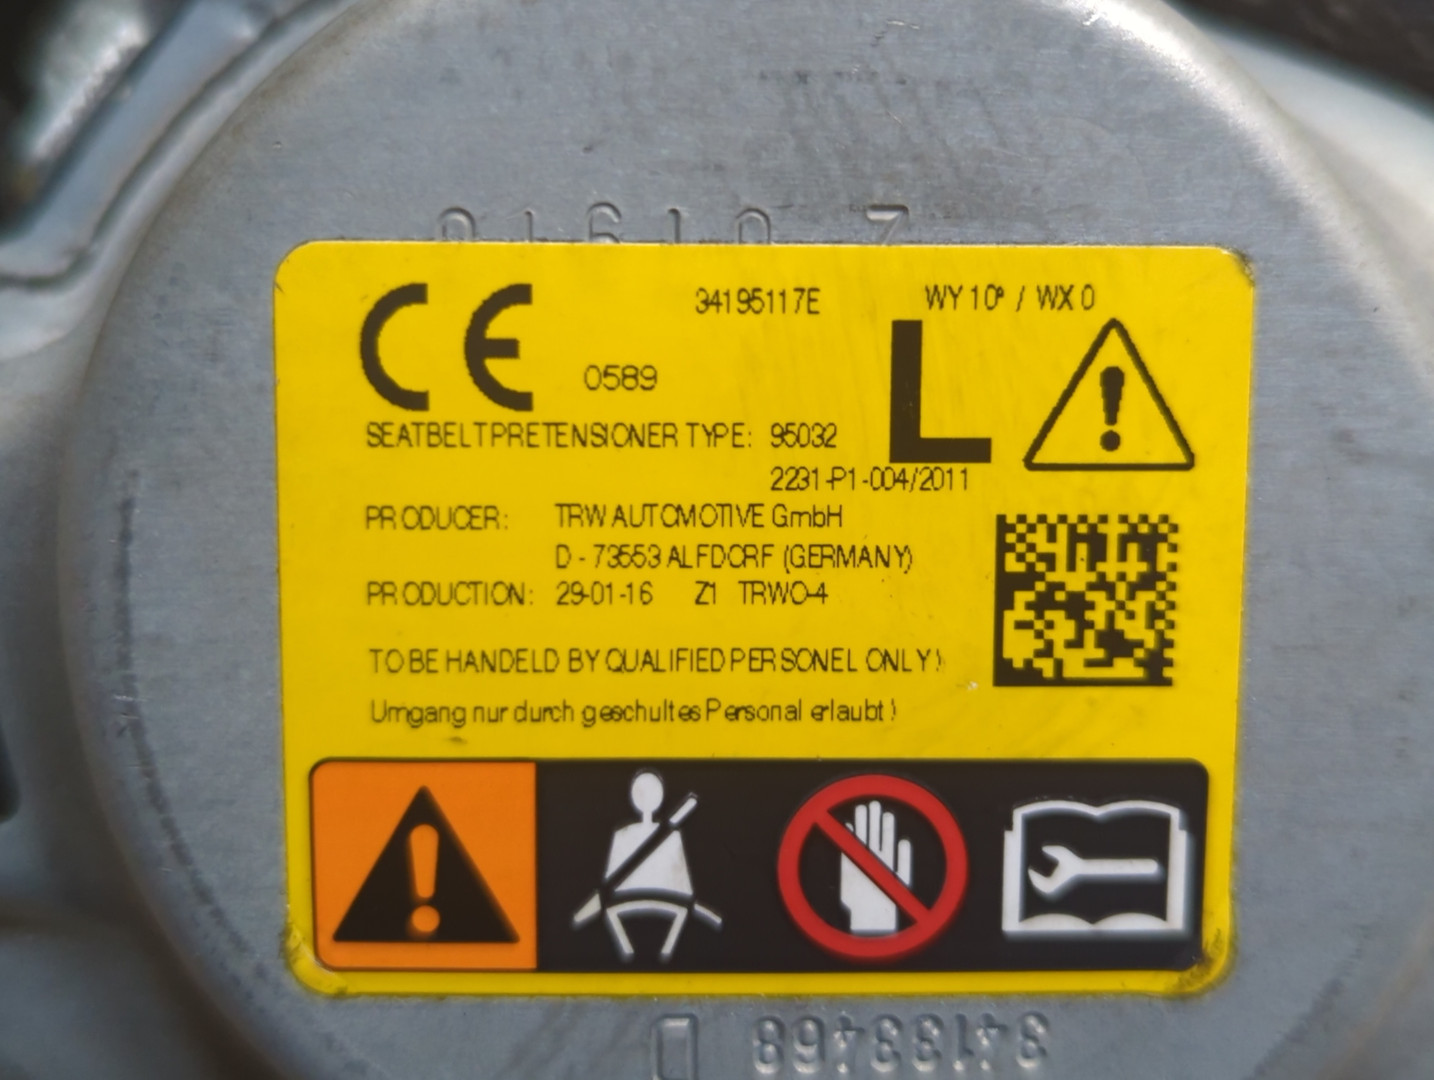 01610 Z
CE 0589 34195117E WY 10° / WX 0
L
SEATBELTPRETENSIONER TYPE: 95032
2231-P1-004/2011
PRODUCER: TRW AUTOMOTIVE GmbH
D - 73553 ALFDORF (GERMANY)
PRODUCTION: 29-01-16 Z1 TRWO-4
TO BE HANDELD BY QUALIFIED PERSONEL ONLY!
Umgang nur durch geschultes Personal erlaubt!
34133468 D